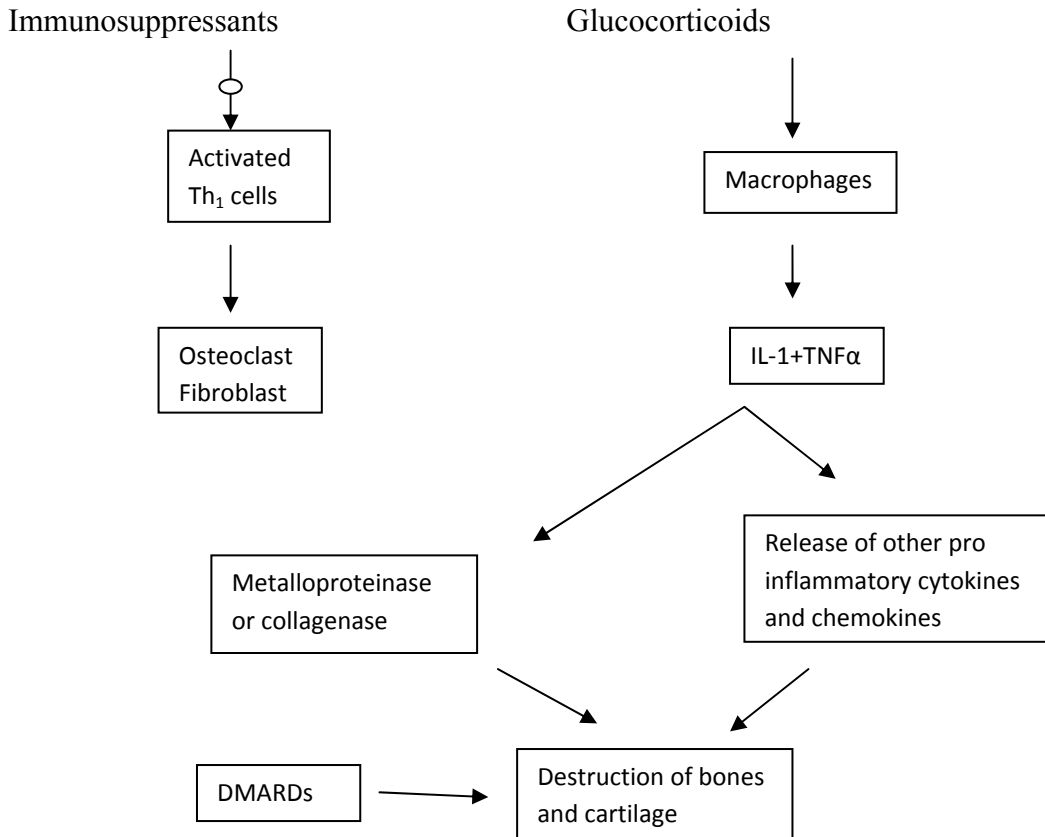 Immunosuppressants
Glucocorticoids
Activated
Th₁ cells
Macrophages
Osteoclast
Fibroblast
IL-1+TNFα
Metalloproteinase
or collagenase
Release of other pro
inflammatory cytokines
and chemokines
DMARDs
Destruction of bones
and cartilage